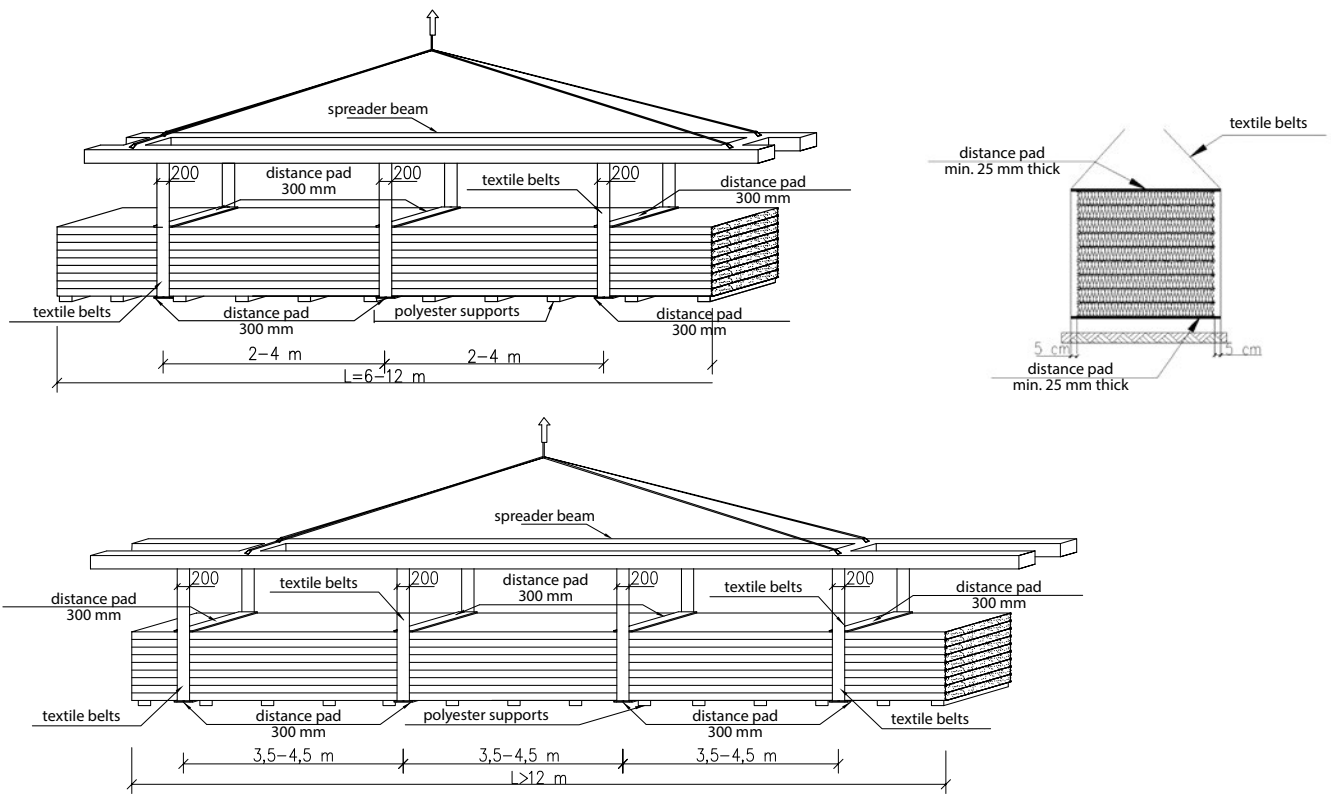 spreader beam
200
distance pad
300 mm
200
textile belts
200
distance pad
300 mm
textile belts
distance pad
300 mm
polyester supports
distance pad
300 mm
2-4 m
2-4 m
L=6-12 m
textile belts
distance pad
min. 25 mm thick
5 cm
5 cm
distance pad
min. 25 mm thick
spreader beam
distance pad
300 mm
200
textile belts
200
distance pad
300 mm
200
textile belts
200
distance pad
300 mm
textile belts
distance pad
300 mm
polyester supports
distance pad
300 mm
textile belts
3,5-4,5 m
3,5-4,5 m
3,5-4,5 m
L>12 m